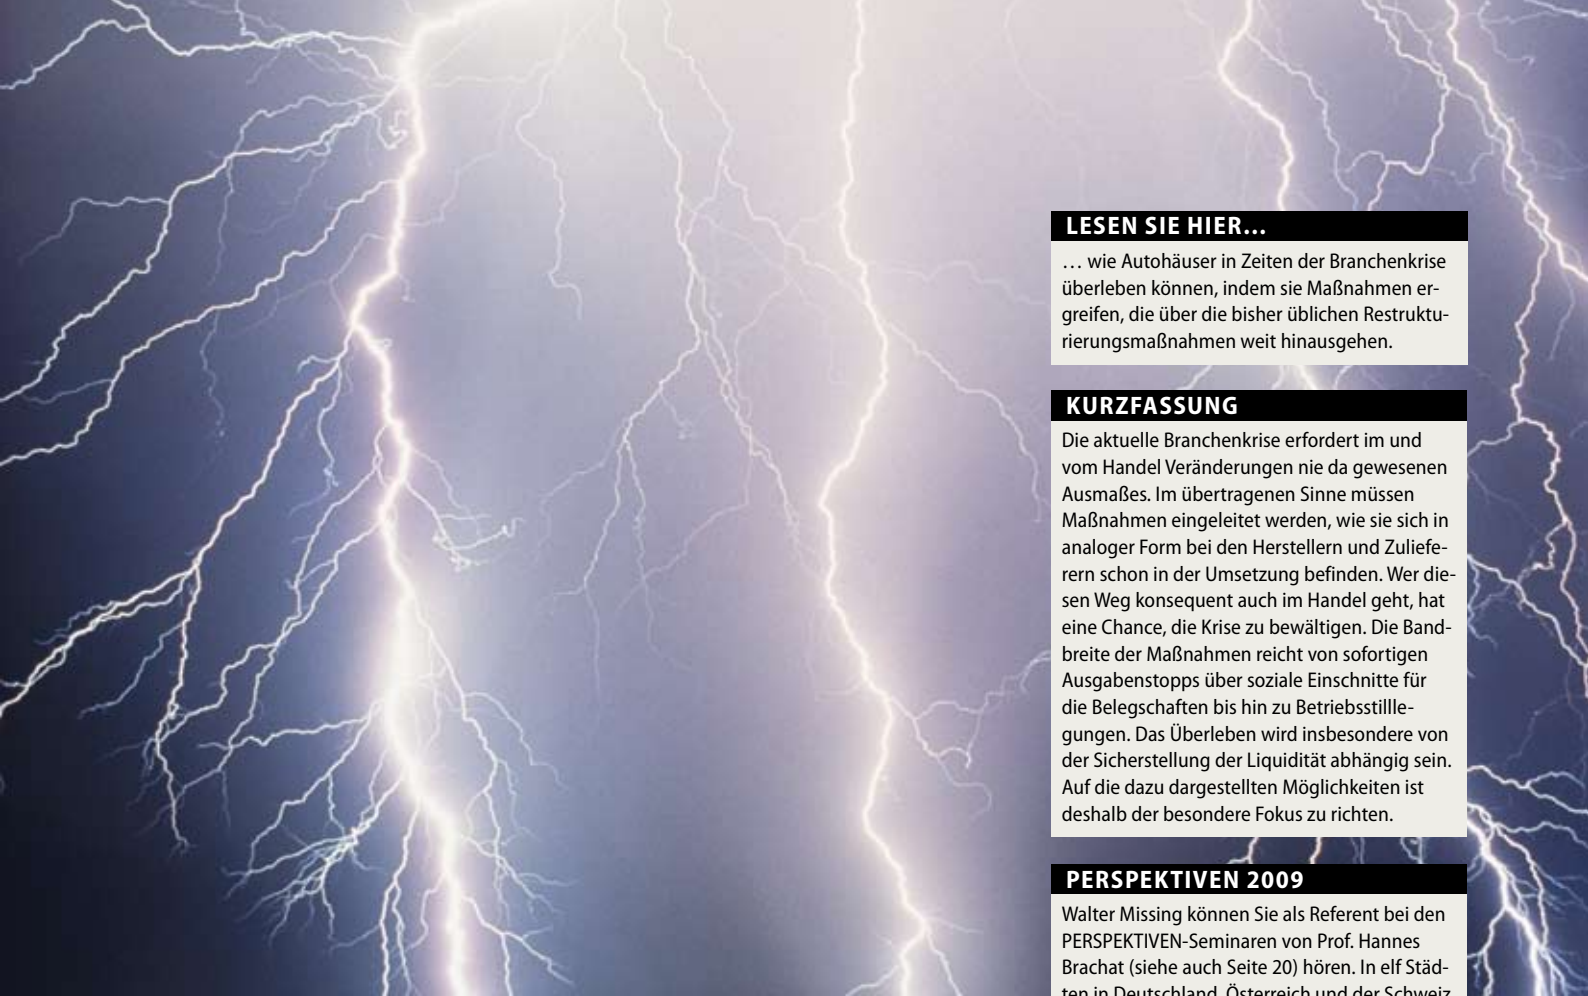 LESEN SIE HIER...
… wie Autohäuser in Zeiten der Branchenkrise
überleben können, indem sie Maßnahmen er-
greifen, die über die bisher üblichen Restruktu-
rierungsmaßnahmen weit hinausgehen.
KURZFASSUNG
Die aktuelle Branchenkrise erfordert im und
vom Handel Veränderungen nie da gewesenen
Ausmaßes. Im übertragenen Sinne müssen
Maßnahmen eingeleitet werden, wie sie sich in
analoger Form bei den Herstellern und Zuliefe-
rern schon in der Umsetzung befinden. Wer die-
sen Weg konsequent auch im Handel geht, hat
eine Chance, die Krise zu bewältigen. Die Band-
breite der Maßnahmen reicht von sofortigen
Ausgabenstopps über soziale Einschnitte für
die Belegschaften bis hin zu Betriebsstillle-
gungen. Das Überleben wird insbesondere von
der Sicherstellung der Liquidität abhängig sein.
Auf die dazu dargestellten Möglichkeiten ist
deshalb der besondere Fokus zu richten.
PERSPEKTIVEN 2009
Walter Missing können Sie als Referent bei den
PERSPEKTIVEN-Seminaren von Prof. Hannes
Brachat (siehe auch Seite 20) hören. In elf Städ-
ten in Deutschland, Österreich und der Schweiz